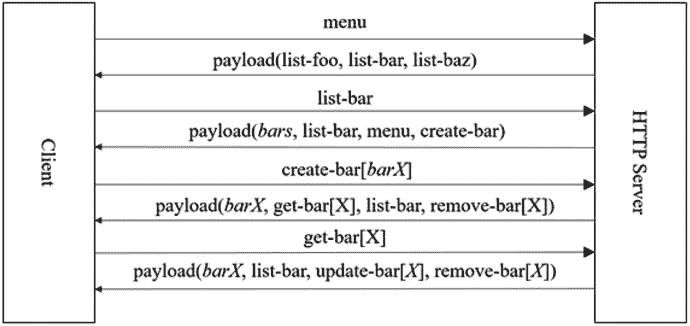 menu
payload(list-foo, list-bar, list-baz)
list-bar
payload(bars, list-bar, menu, create-bar)
Client
HTTP Server
create-bar[barX]
payload(barX, get-bar[X], list-bar, remove-bar[X])
get-bar[X]
payload(barX, list-bar, update-bar[X], remove-bar[X])